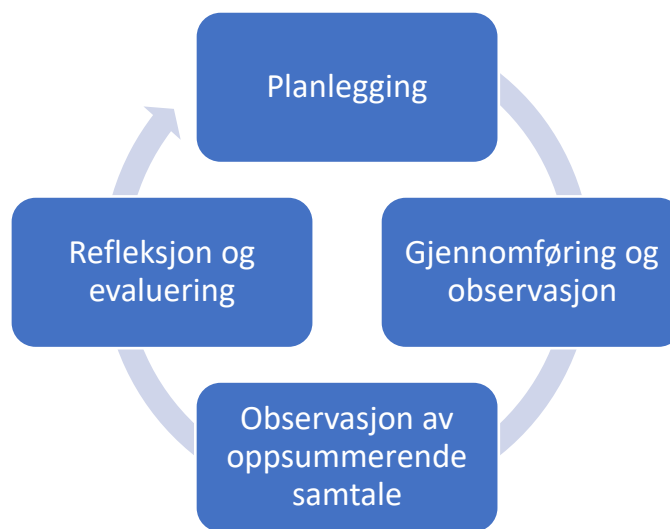 Planlegging
Gjennomføring og
observasjon
Observasjon av
oppsummerende
samtale
Refleksjon og
evaluering